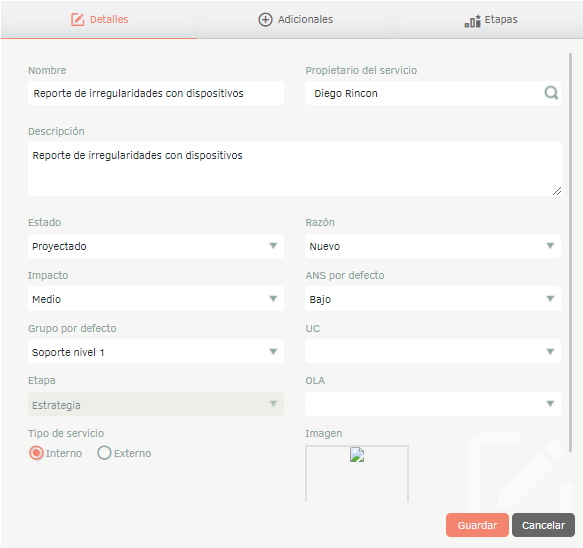 Detalles
Adicionales
Etapas
Nombre
Propietario del servicio
Reporte de irregularidades con dispositivos
Diego Rincon
Descripción
Reporte de irregularidades con dispositivos
Estado
Razón
Proyectado
Nuevo
Impacto
ANS por defecto
Medio
Bajo
Grupo por defecto
UC
Soporte nivel 1
Etapa
OLA
Estrategia
Tipo de servicio
Imagen
Interno
Externo
Guardar
Cancelar